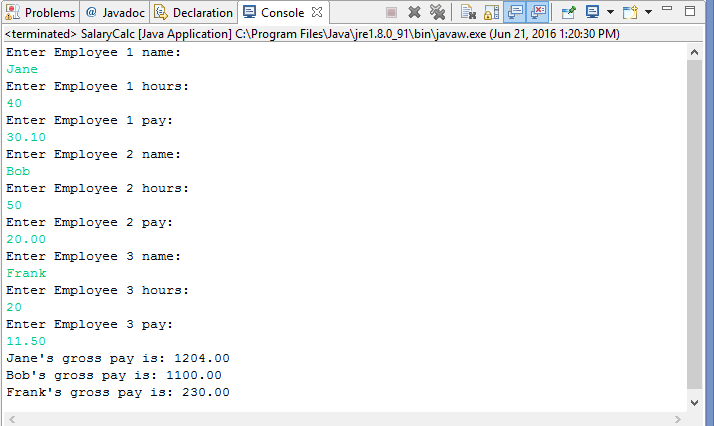 Problems @ Javadoc Declaration Console
<terminated> SalaryCalc [Java Application] C:\Program Files\Java\jre1.8.0_91\bin\javaw.exe (Jun 21, 2016 1:20:30 PM)
Enter Employee 1 name:
Jane
Enter Employee 1 hours:
40
Enter Employee 1 pay:
30.10
Enter Employee 2 name:
Bob
Enter Employee 2 hours:
50
Enter Employee 2 pay:
20.00
Enter Employee 3 name:
Frank
Enter Employee 3 hours:
20
Enter Employee 3 pay:
11.50
Jane's gross pay is: 1204.00
Bob's gross pay is: 1100.00
Frank's gross pay is: 230.00